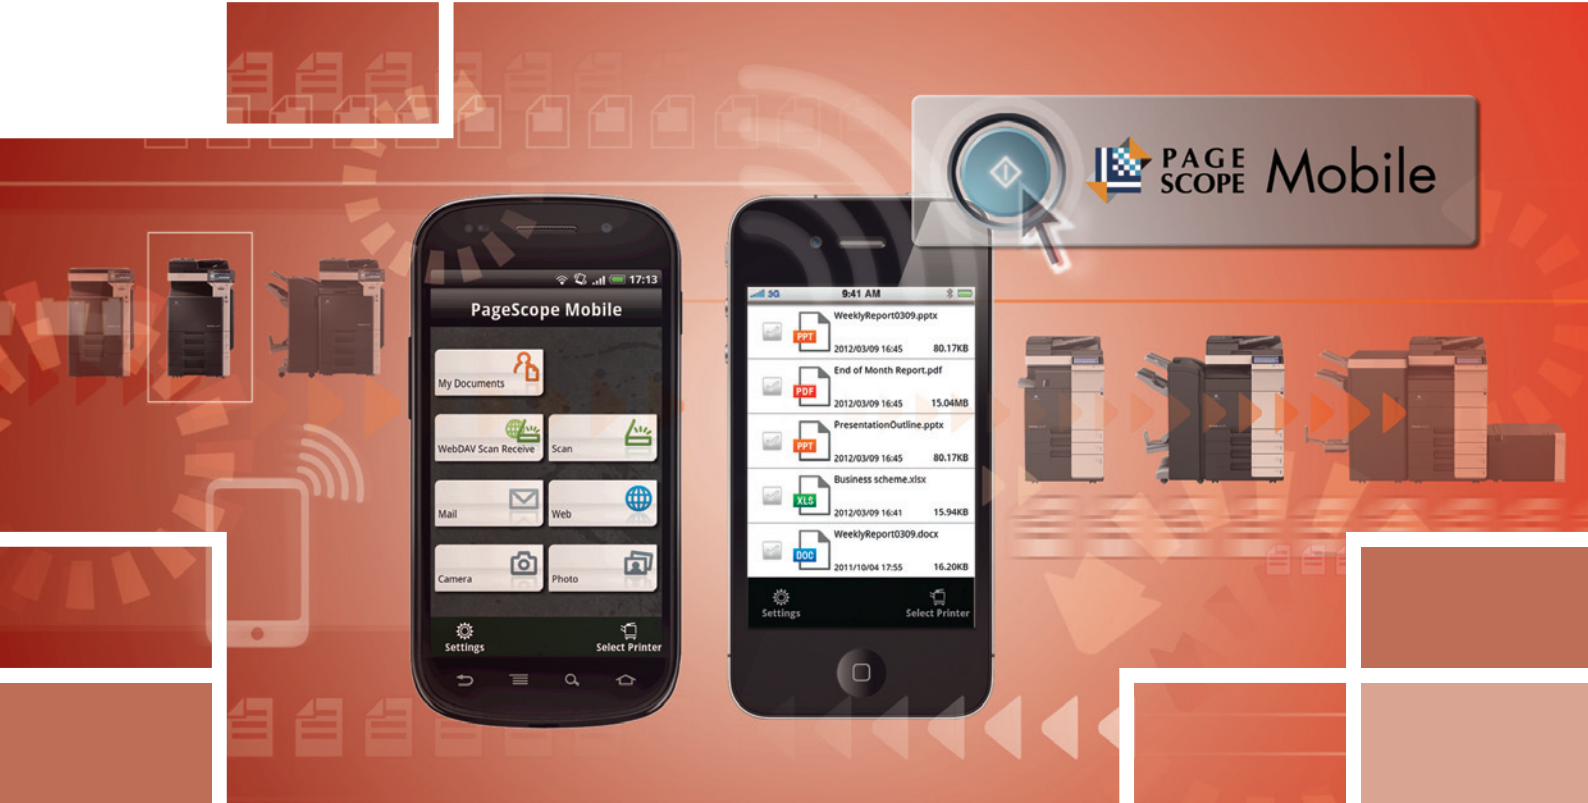 PAGE
SCOPE Mobile
17:13
PageScope Mobile
My Documents
WebDAV Scan Receive
Scan
Mail
Web
Camera
Photo
Settings
Select Printer
3G 9:41 AM
WeeklyReport0309.pptx
PPT
2012/03/09 16:45 80.17KB
End of Month Report.pdf
PDF
2012/03/09 16:45 15.04MB
PresentationOutline.pptx
PPT
2012/03/09 16:45 80.17KB
Business scheme.xlsx
XLS
2012/03/09 16:41 15.94KB
WeeklyReport0309.docx
DOC
2011/10/04 17:55 16.20KB
Settings
Select Printer